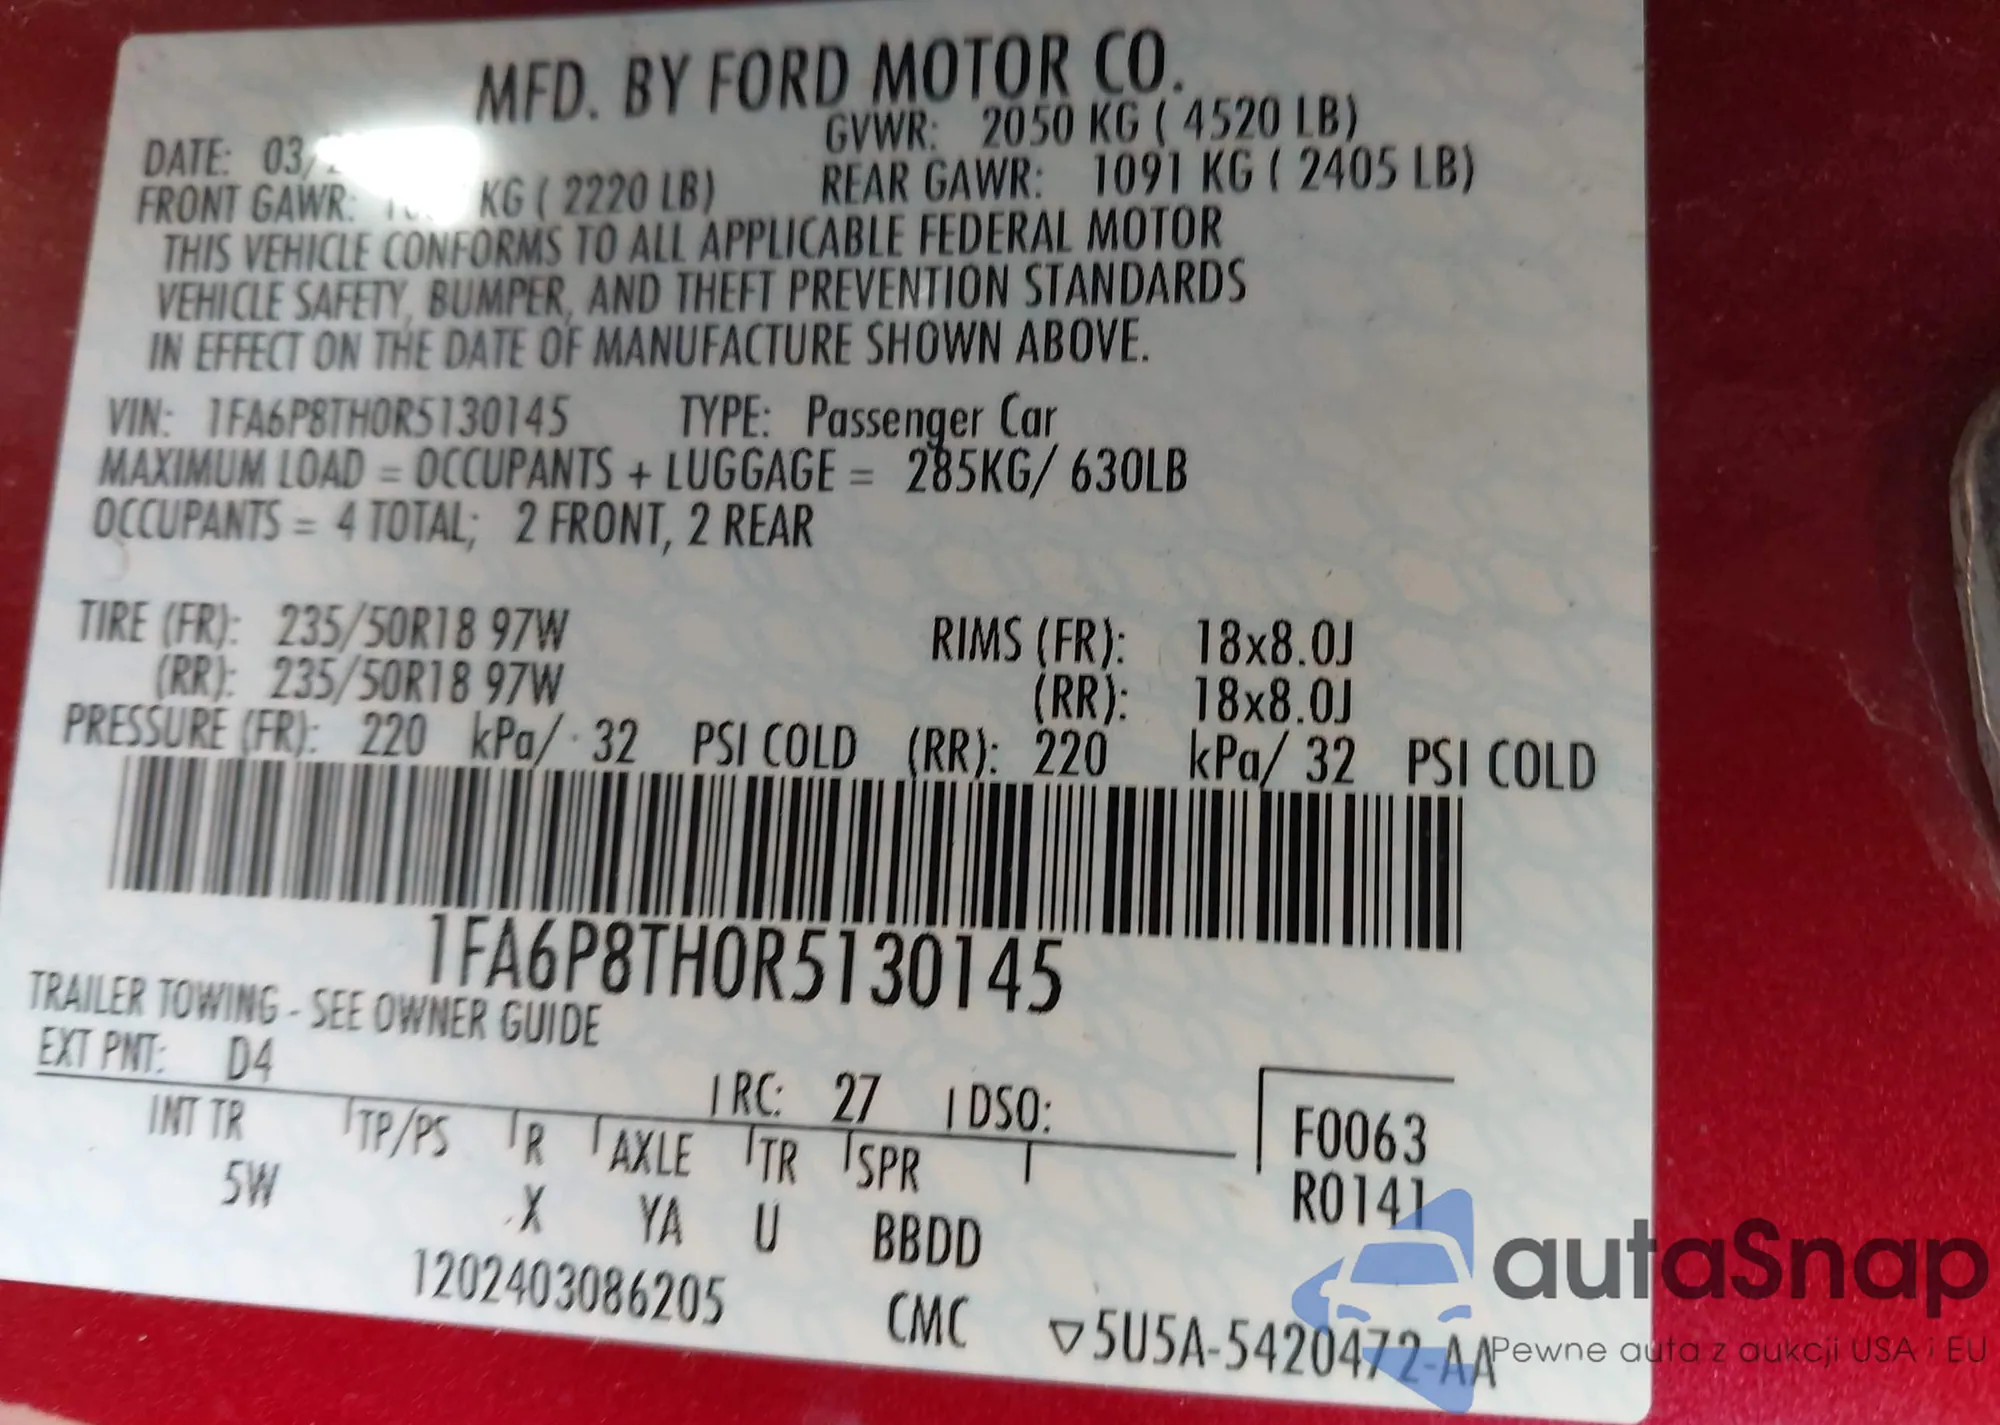 MFD. BY FORD MOTOR CO.
DATE: 03/ GVWR: 2050 KG ( 4520 LB)
FRONT GAWR: KG ( 2220 LB) REAR GAWR: 1091 KG ( 2405 LB)
THIS VEHICLE CONFORMS TO ALL APPLICABLE FEDERAL MOTOR
VEHICLE SAFETY, BUMPER, AND THEFT PREVENTION STANDARDS
IN EFFECT ON THE DATE OF MANUFACTURE SHOWN ABOVE.
VIN: 1FA6P8TH0R5130145 TYPE: Passenger Car
MAXIMUM LOAD = OCCUPANTS + LUGGAGE = 285KG/ 630LB
OCCUPANTS = 4 TOTAL; 2 FRONT, 2 REAR
TIRE (FR): 235/50R18 97W RIMS (FR): 18x8.0J
(RR): 235/50R18 97W (RR): 18x8.0J
PRESSURE (FR): 220 kPa/ 32 PSI COLD (RR): 220 kPa/ 32 PSI COLD
1FA6P8TH0R5130145
TRAILER TOWING - SEE OWNER GUIDE
EXT PNT: D4 RC: 27 DSO:
INT TR TP/PS R AXLE TR SPR
5W X YA U BBDD
F0063
R0141
1202403086205 CMC ▽5U5A-5420472-AA
autaSnap
Pewne auta z aukcji USA i EU